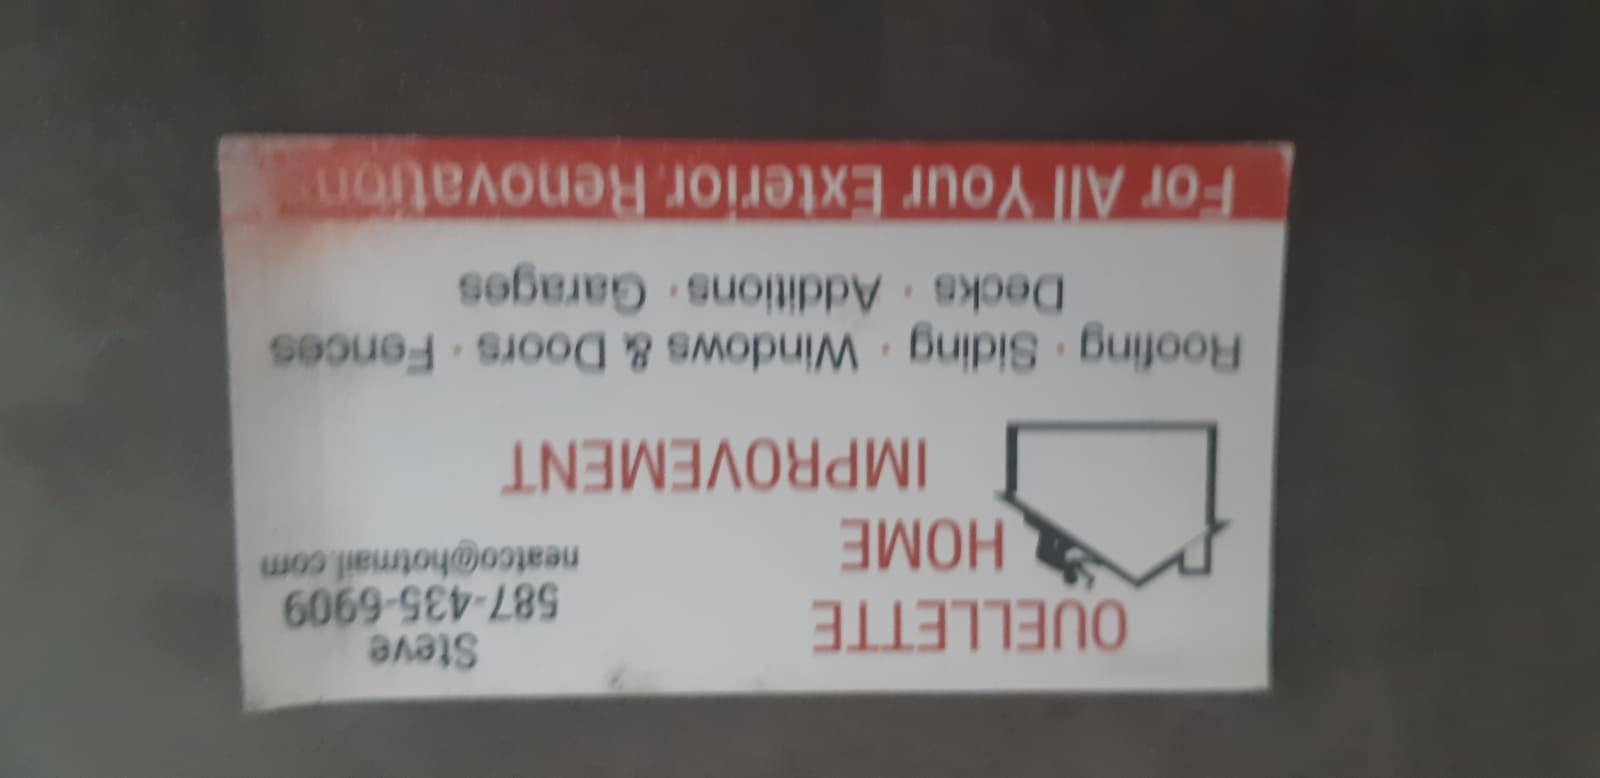 OUELLETTE
HOME
IMPROVEMENT
Steve
587-435-6909
neatco@hotmail.com
Roofing · Siding · Windows & Doors · Fences
Decks · Additions · Garages
For All Your Exterior Renovation